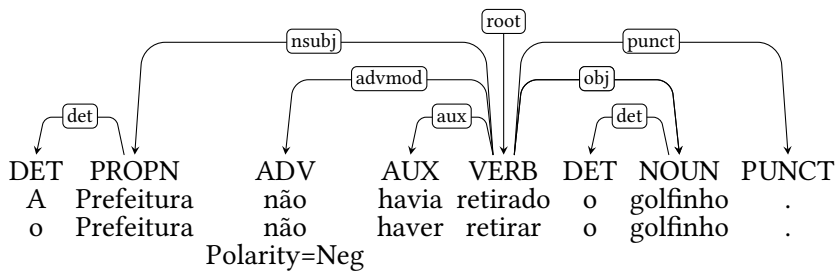 root
nsubj punct
advmod obj
det aux det
DET PROPN ADV AUX VERB DET NOUN PUNCT
A Prefeitura não havia retirado o golfinho .
o Prefeitura não haver retirar o golfinho .
Polarity=Neg